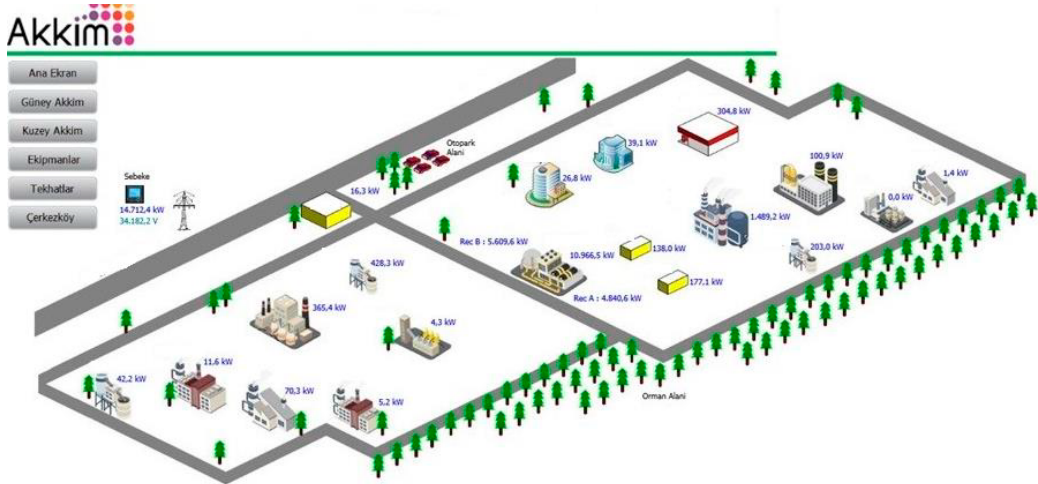 Akkim
Ana Ekran
Güney Akkim
Kuzey Akkim
Ekipmanlar
Tekhatlar
Çerkezköy
Sebeke
14.712,4 kW
34.182,2 V
16,3 kW
Otopark
Alani
304,8 kW
39,1 kW
26,8 kW
100,9 kW
1,4 kW
0,0 kW
1.489,2 kW
203,0 kW
Rec B : 5.609,6 kW
10.966,5 kW
138,0 kW
177,1 kW
Rec A : 4.840,6 kW
428,3 kW
365,4 kW
4,3 kW
11,6 kW
42,2 kW
70,3 kW
5,2 kW
Orman Alani